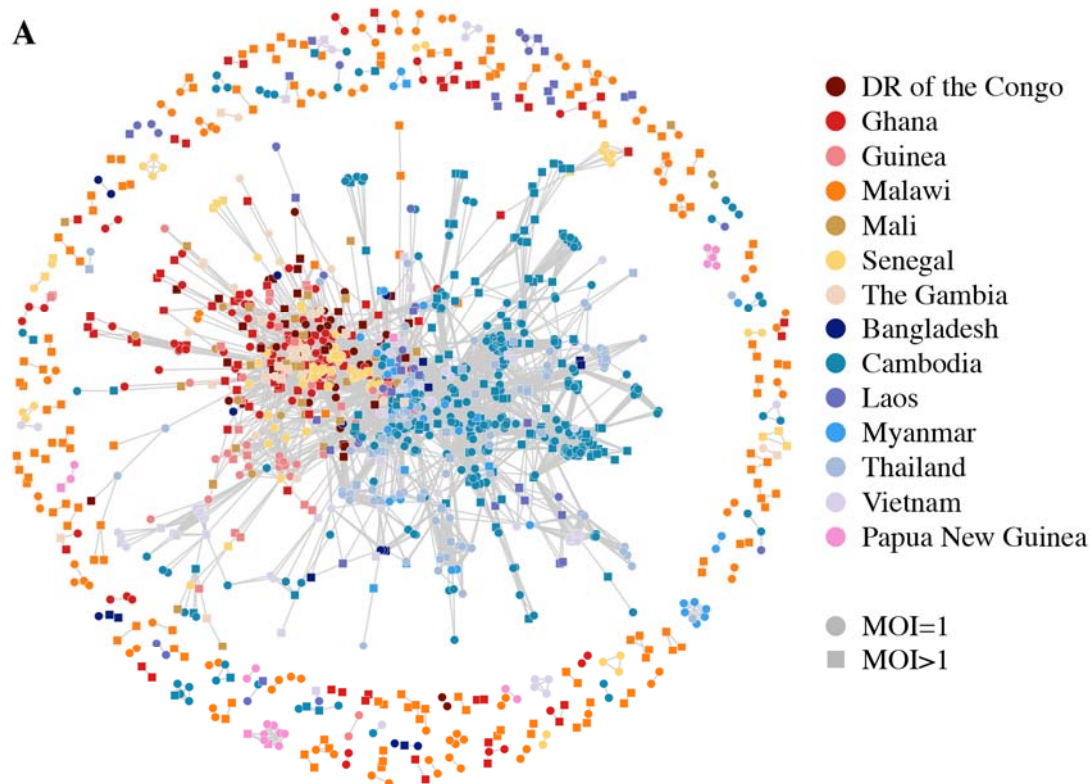 A
DR of the Congo
Ghana
Guinea
Malawi
Mali
Senegal
The Gambia
Bangladesh
Cambodia
Laos
Myanmar
Thailand
Vietnam
Papua New Guinea
MOI=1
MOI>1